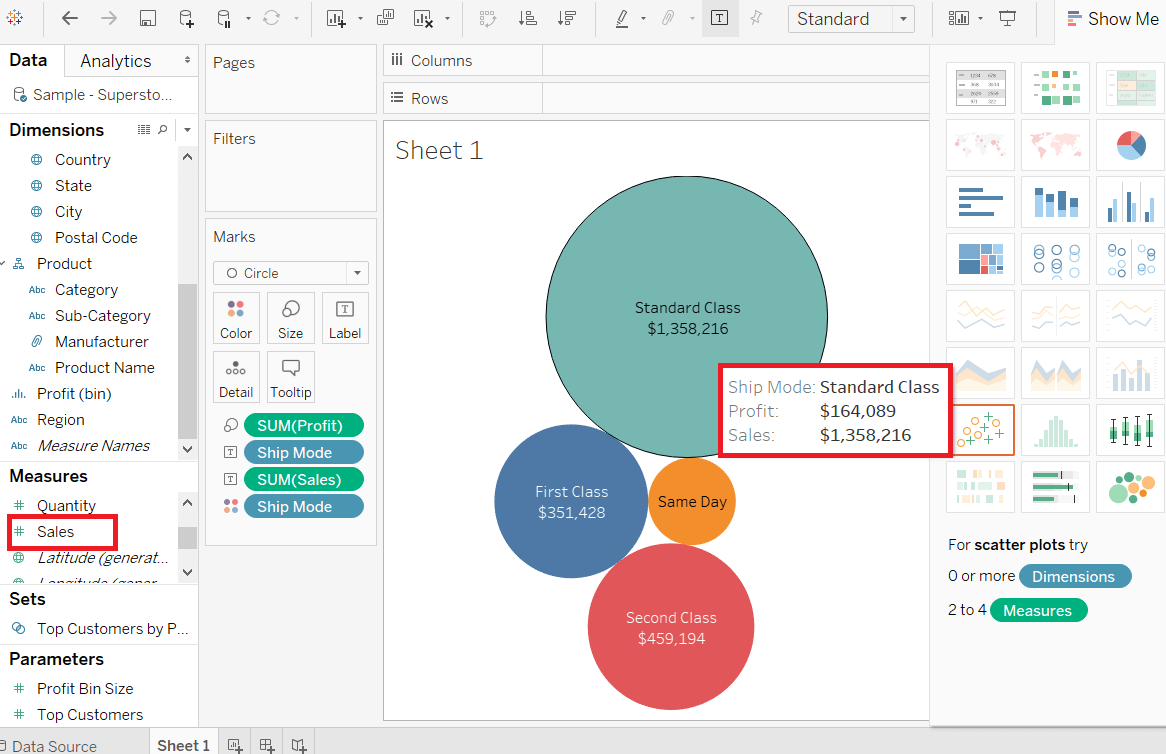 Standard
Show Me
Data
Analytics
Pages
Columns
Sample - Supersto...
Rows
Dimensions
Filters
Country
State
City
Postal Code
Product
Abc Category
Abc Sub-Category
Manufacturer
Abc Product Name
Profit (bin)
Abc Region
Abc Measure Names
Measures
Quantity
Sales
Latitude (generat...
Longitude (gener
Sets
Top Customers by P...
Parameters
Profit Bin Size
Top Customers
Marks
Circle
Color
Size
Label
Detail
Tooltip
SUM(Profit)
Ship Mode
SUM(Sales)
Ship Mode
Sheet 1
Standard Class
$1,358,216
Ship Mode: Standard Class
Profit: $164,089
Sales: $1,358,216
First Class
$351,428
Same Day
Second Class
$459,194
For scatter plots try
0 or more Dimensions
2 to 4 Measures
Data Source
Sheet 1